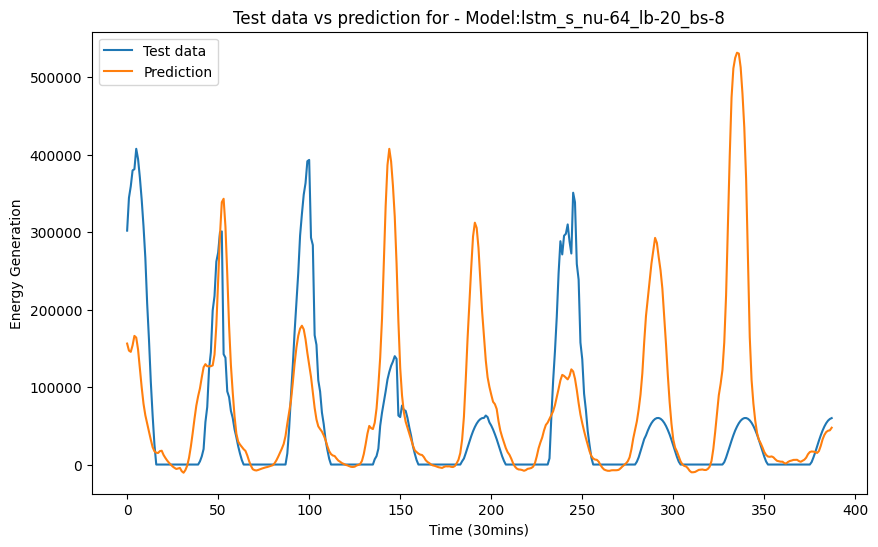 Test data vs prediction for - Model:lstm_s_nu-64_lb-20_bs-8
Test data
Prediction
Energy Generation
500000
400000
300000
200000
100000
0
0 50 100 150 200 250 300 350 400
Time (30mins)